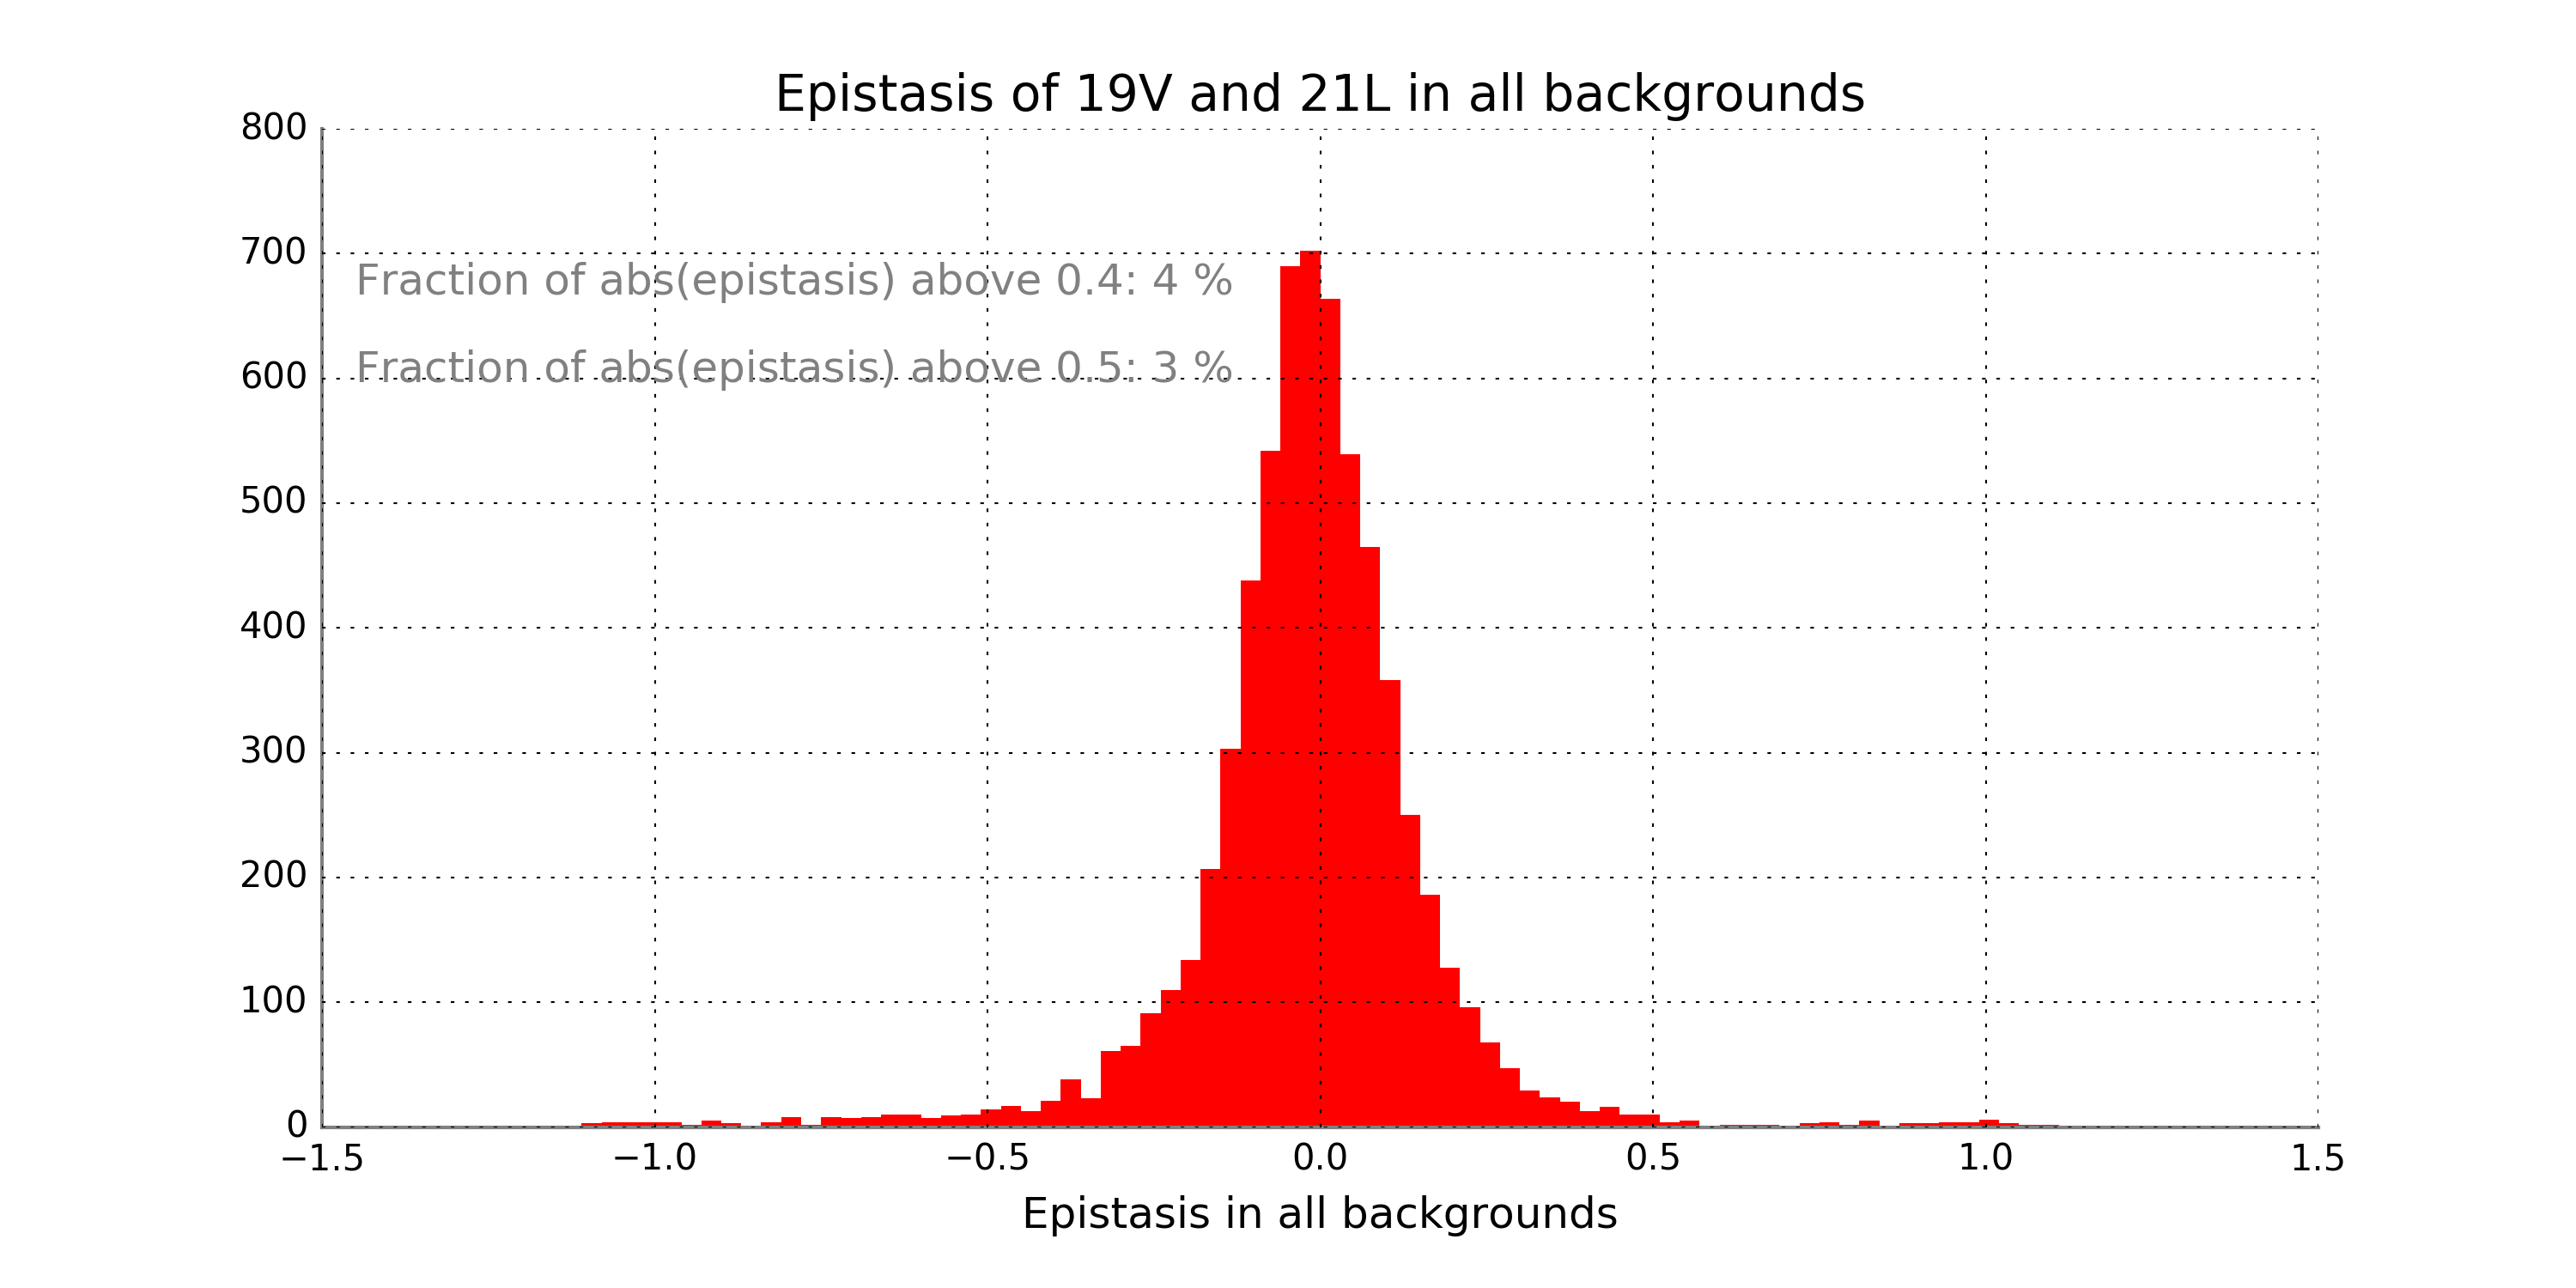 Epistasis of 19V and 21L in all backgrounds
800
700
Fraction of abs(epistasis) above 0.4: 4 %
Fraction of abs(epistasis) above 0.5: 3 %
600
500
400
300
200
100
0
−1.5 −1.0 −0.5 0.0 0.5 1.0 1.5
Epistasis in all backgrounds